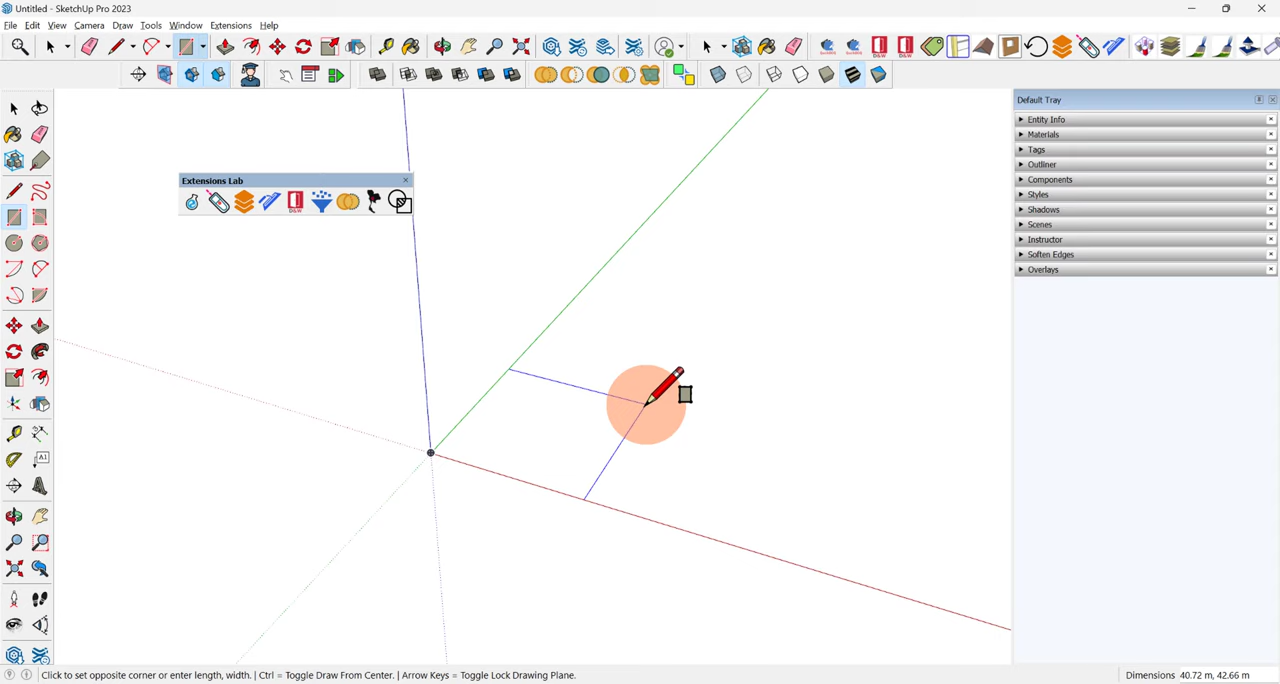 Untitled - SketchUp Pro 2023
File Edit View Camera Draw Tools Window Extensions Help
Default Tray
Entity Info
Materials
Tags
Outliner
Components
Styles
Shadows
Scenes
Instructor
Soften Edges
Overlays
Extensions Lab
D&W
A1
Click to set opposite corner or enter length, width. | Ctrl = Toggle Draw From Center. | Arrow Keys = Toggle Lock Drawing Plane.
Dimensions 40.72 m, 42.66 m